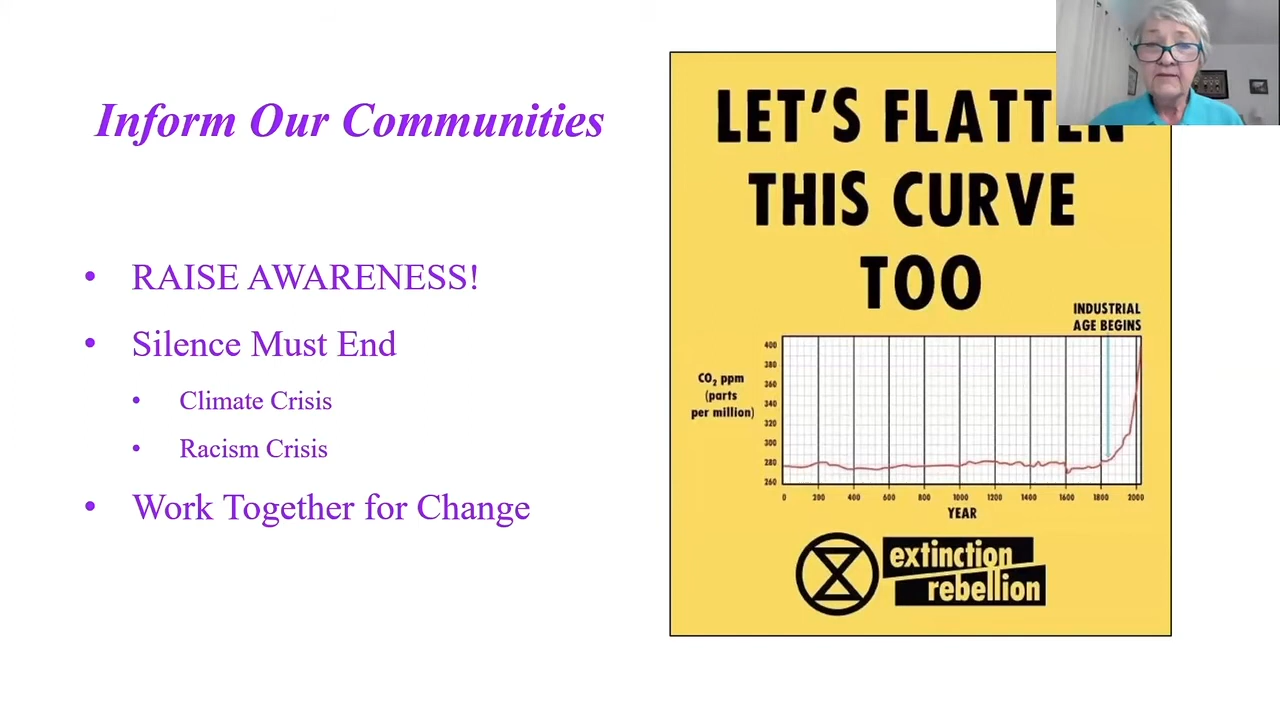 Inform Our Communities
• RAISE AWARENESS!
• Silence Must End
• Climate Crisis
• Racism Crisis
• Work Together for Change
LET'S FLATTEN
THIS CURVE
TOO
INDUSTRIAL
AGE BEGINS
CO₂ ppm
(parts
per million)
400
380
360
340
320
300
280
260
0 200 400 600 800 1000 1200 1400 1600 1800 2000
YEAR
extinction
rebellion